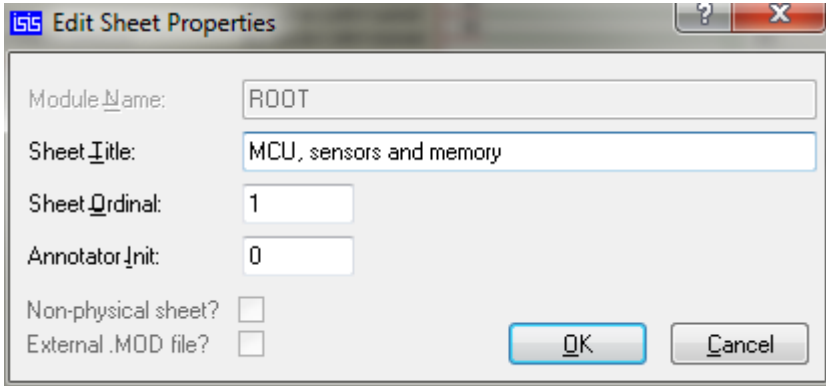 isis Edit Sheet Properties
?
Module Name: ROOT
Sheet Title: MCU, sensors and memory
Sheet Ordinal: 1
Annotator Init: 0
Non-physical sheet?
External .MOD file?
OK Cancel